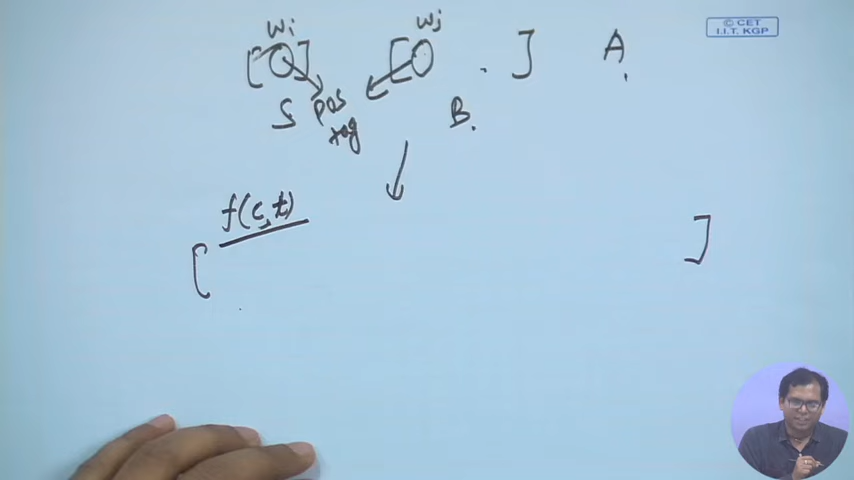 wi wj
[ ] [ . ] A
S POS B.
tag
f(c,t)
[ ]
© CET
I.I.T. KGP